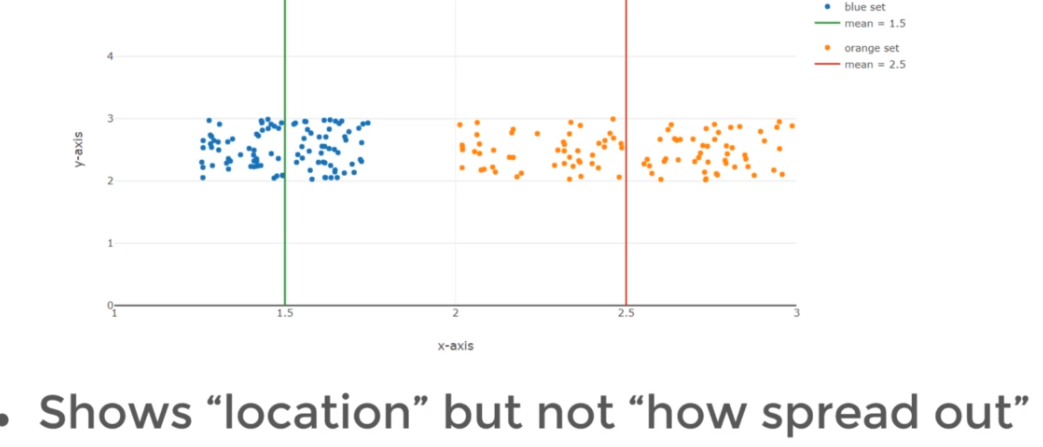 blue set
mean = 1.5
orange set
mean = 2.5
4
3
2
1
0
y-axis
1 1.5 2 2.5 3
x-axis
• Shows “location” but not “how spread out”